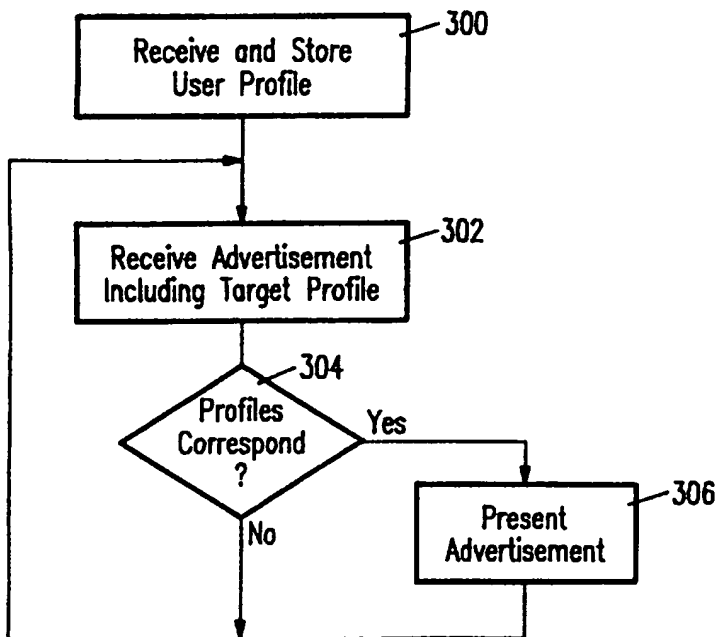 300
Receive and Store
User Profile
302
Receive Advertisement
Including Target Profile
304
Profiles
Correspond
?
Yes
No
306
Present
Advertisement